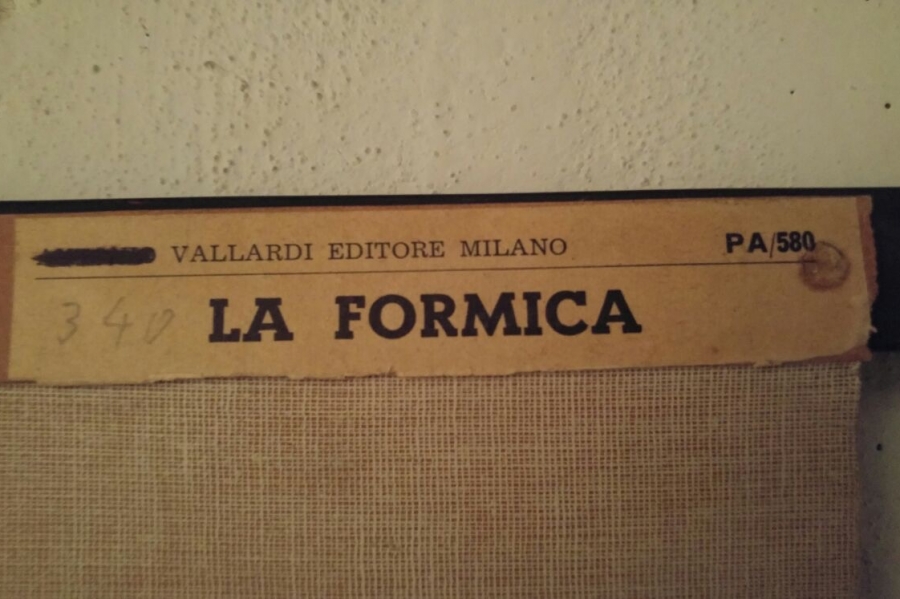 VALLARDI EDITORE MILANO PA/580
340 LA FORMICA